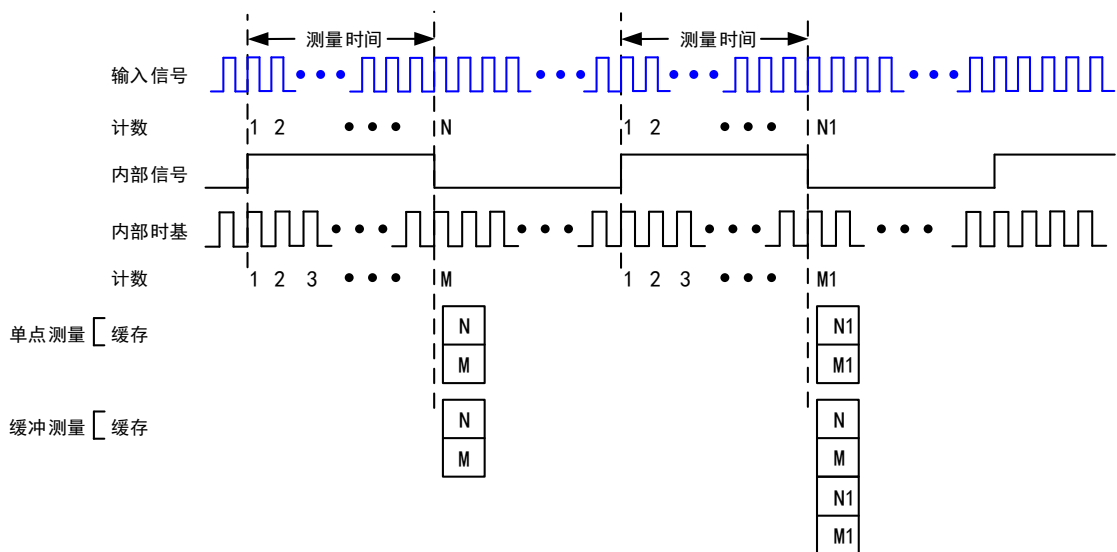 测量时间 测量时间
输入信号
计数 1 2 N 1 2 N1
内部信号
内部时基
计数 1 2 3 M 1 2 3 M1
单点测量 缓存 N N1
M M1
缓冲测量 缓存 N N
M M
N1
M1